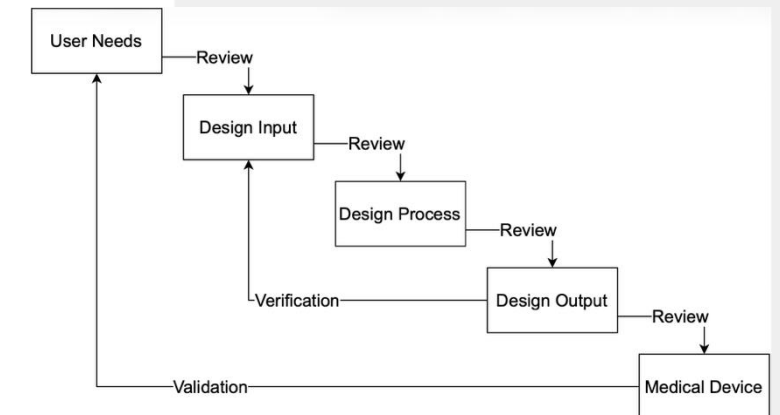 User Needs
Review
Design Input
Review
Design Process
Review
Verification
Design Output
Review
Validation
Medical Device